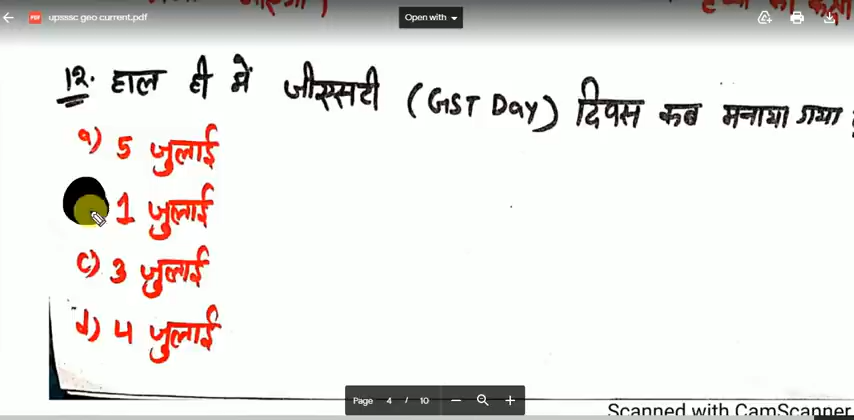 upsssc geo current.pdf
Open with
12. हाल ही में जीएसटी (GST Day) दिवस कब मनाया गया
a) 5 जुलाई
1 जुलाई
c) 3 जुलाई
d) 4 जुलाई
Page 4 / 10
Scanned with CamScanner